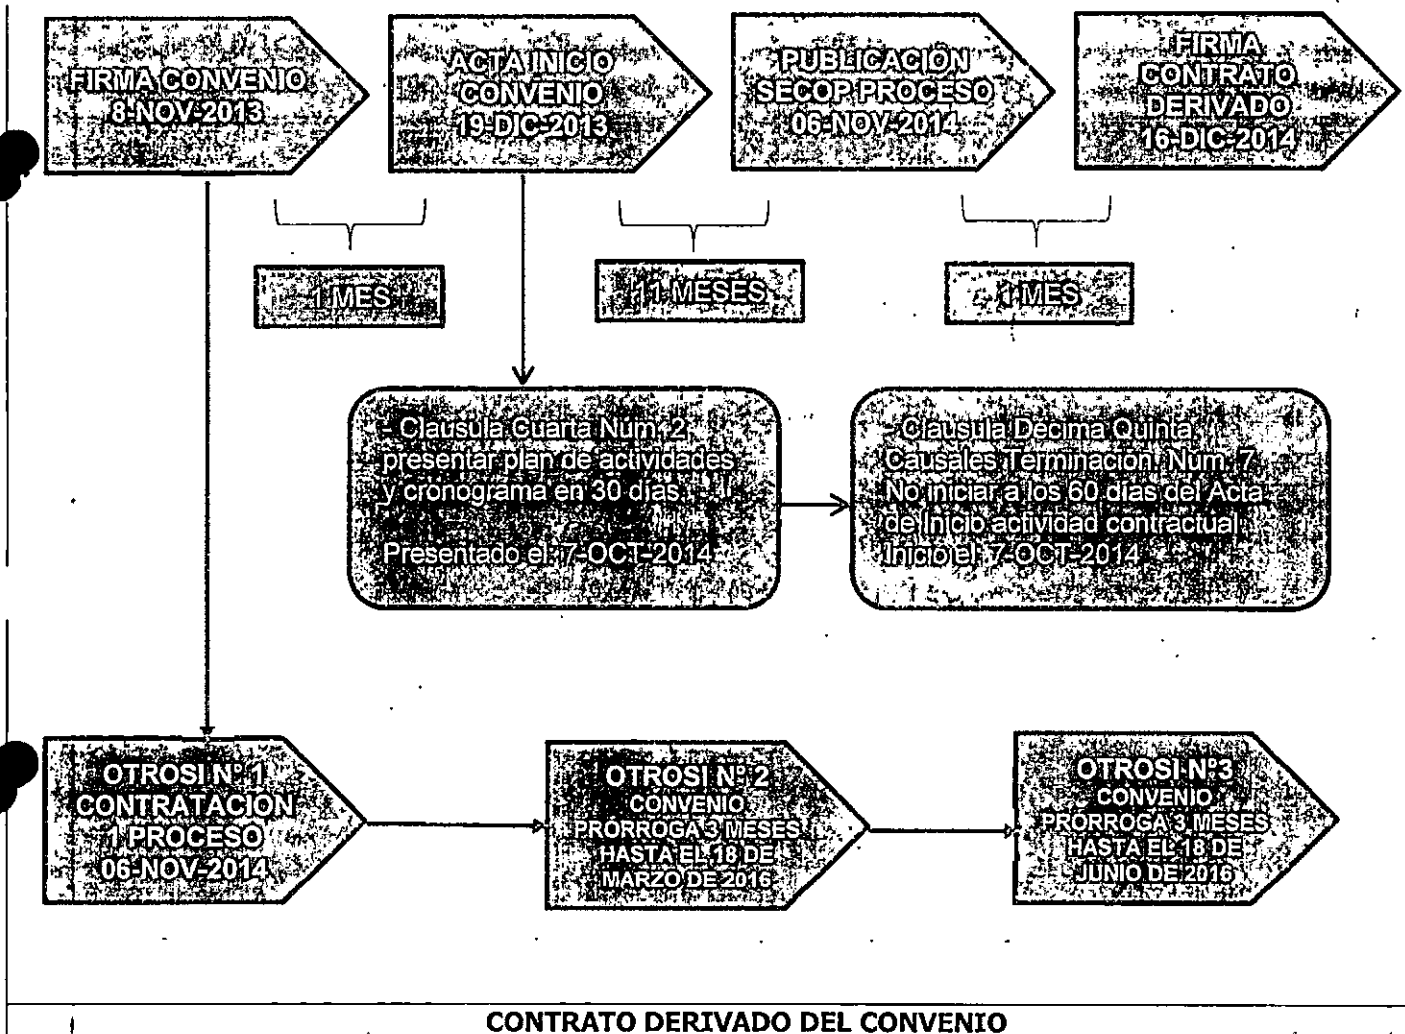 FIRMA CONVENIO
8-NOV-2013
ACTA INICIO
CONVENIO
19-DIC-2013
PUBLICACIÓN
SECOP PROCESO
06-NOV-2014
FIRMA
CONTRATO
DERIVADO
16-DIC-2014
1 MES
11 MESES
1 MES
- Clausula Cuarta Num. 2
presentar plan de actividades
y cronograma en 30 días.
Presentado el: 7-OCT-2014
- Clausula Decima Quinta
Causales Terminacion. Num. 7
No iniciar a los 60 días del Acta
de Inicio actividad contractual
Inicio el: 7-OCT-2014
OTROSI Nº 1
CONTRATACION
1 PROCESO
06-NOV-2014
OTROSI Nº 2
CONVENIO
PRORROGA 3 MESES
HASTA EL 18 DE
MARZO DE 2016
OTROSI Nº3
CONVENIO
PRORROGA 3 MESES
HASTA EL 18 DE
JUNIO DE 2016
CONTRATO DERIVADO DEL CONVENIO